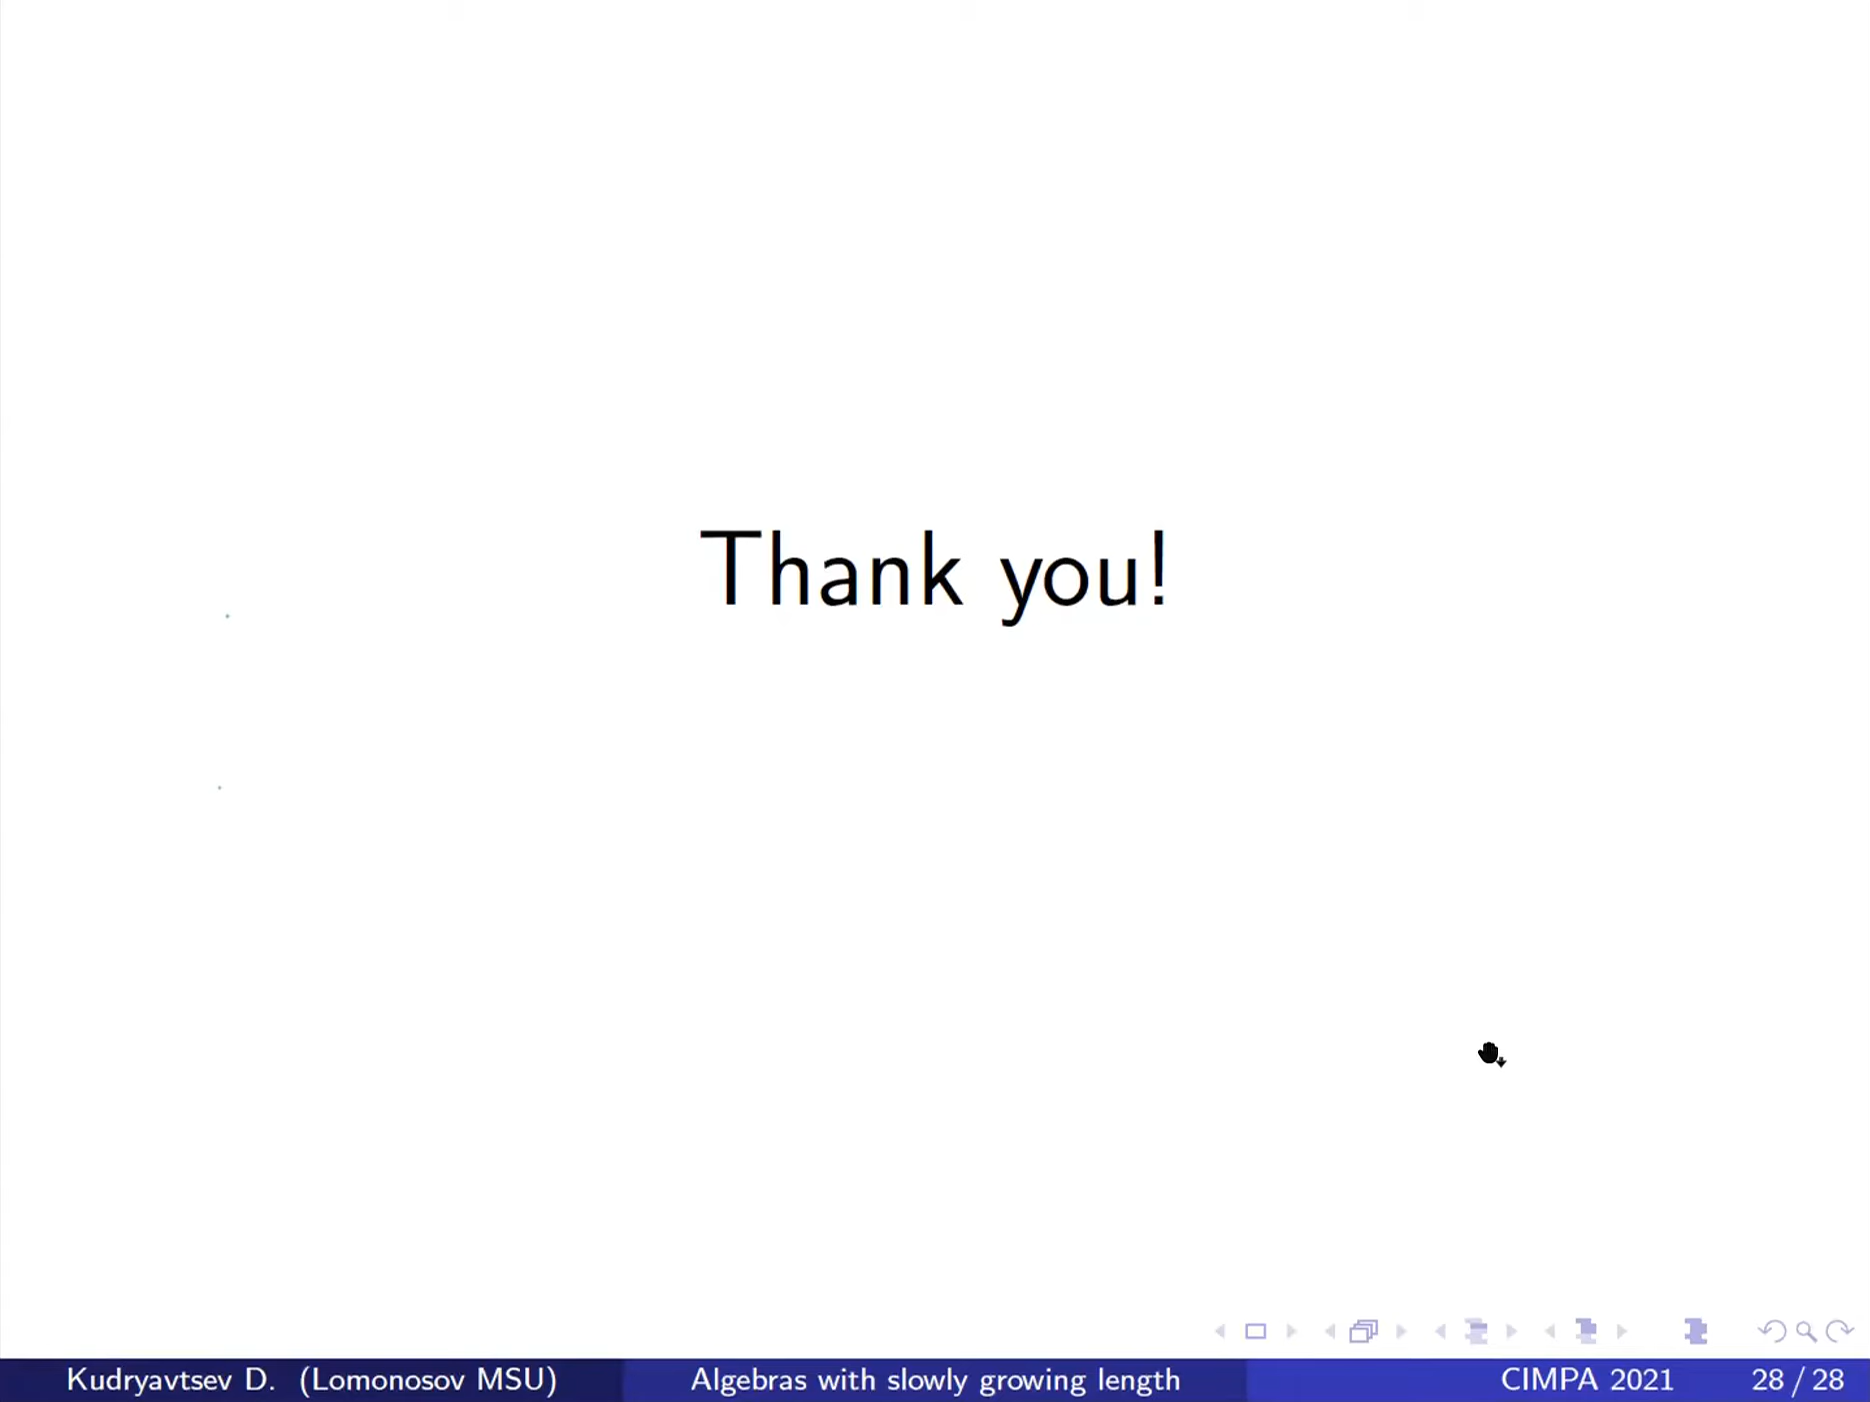 Thank you!
Kudryavtsev D. (Lomonosov MSU) Algebras with slowly growing length CIMPA 2021 28 / 28